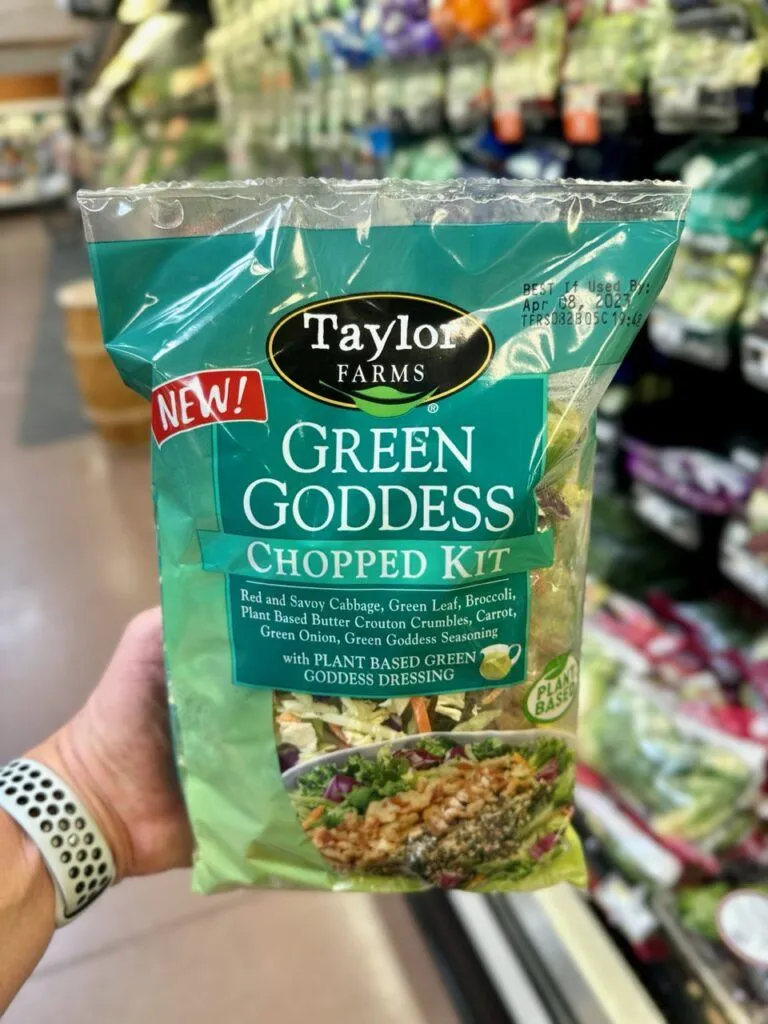 BEST If Used By:
Apr 08, 2023
Taylor
FARMS
®
NEW!
GREEN
GODDESS
CHOPPED KIT
Red and Savoy Cabbage, Green Leaf, Broccoli,
Plant Based Butter Crouton Crumbles, Carrot,
Green Onion, Green Goddess Seasoning
with PLANT BASED GREEN
GODDESS DRESSING
PLANT
BASED